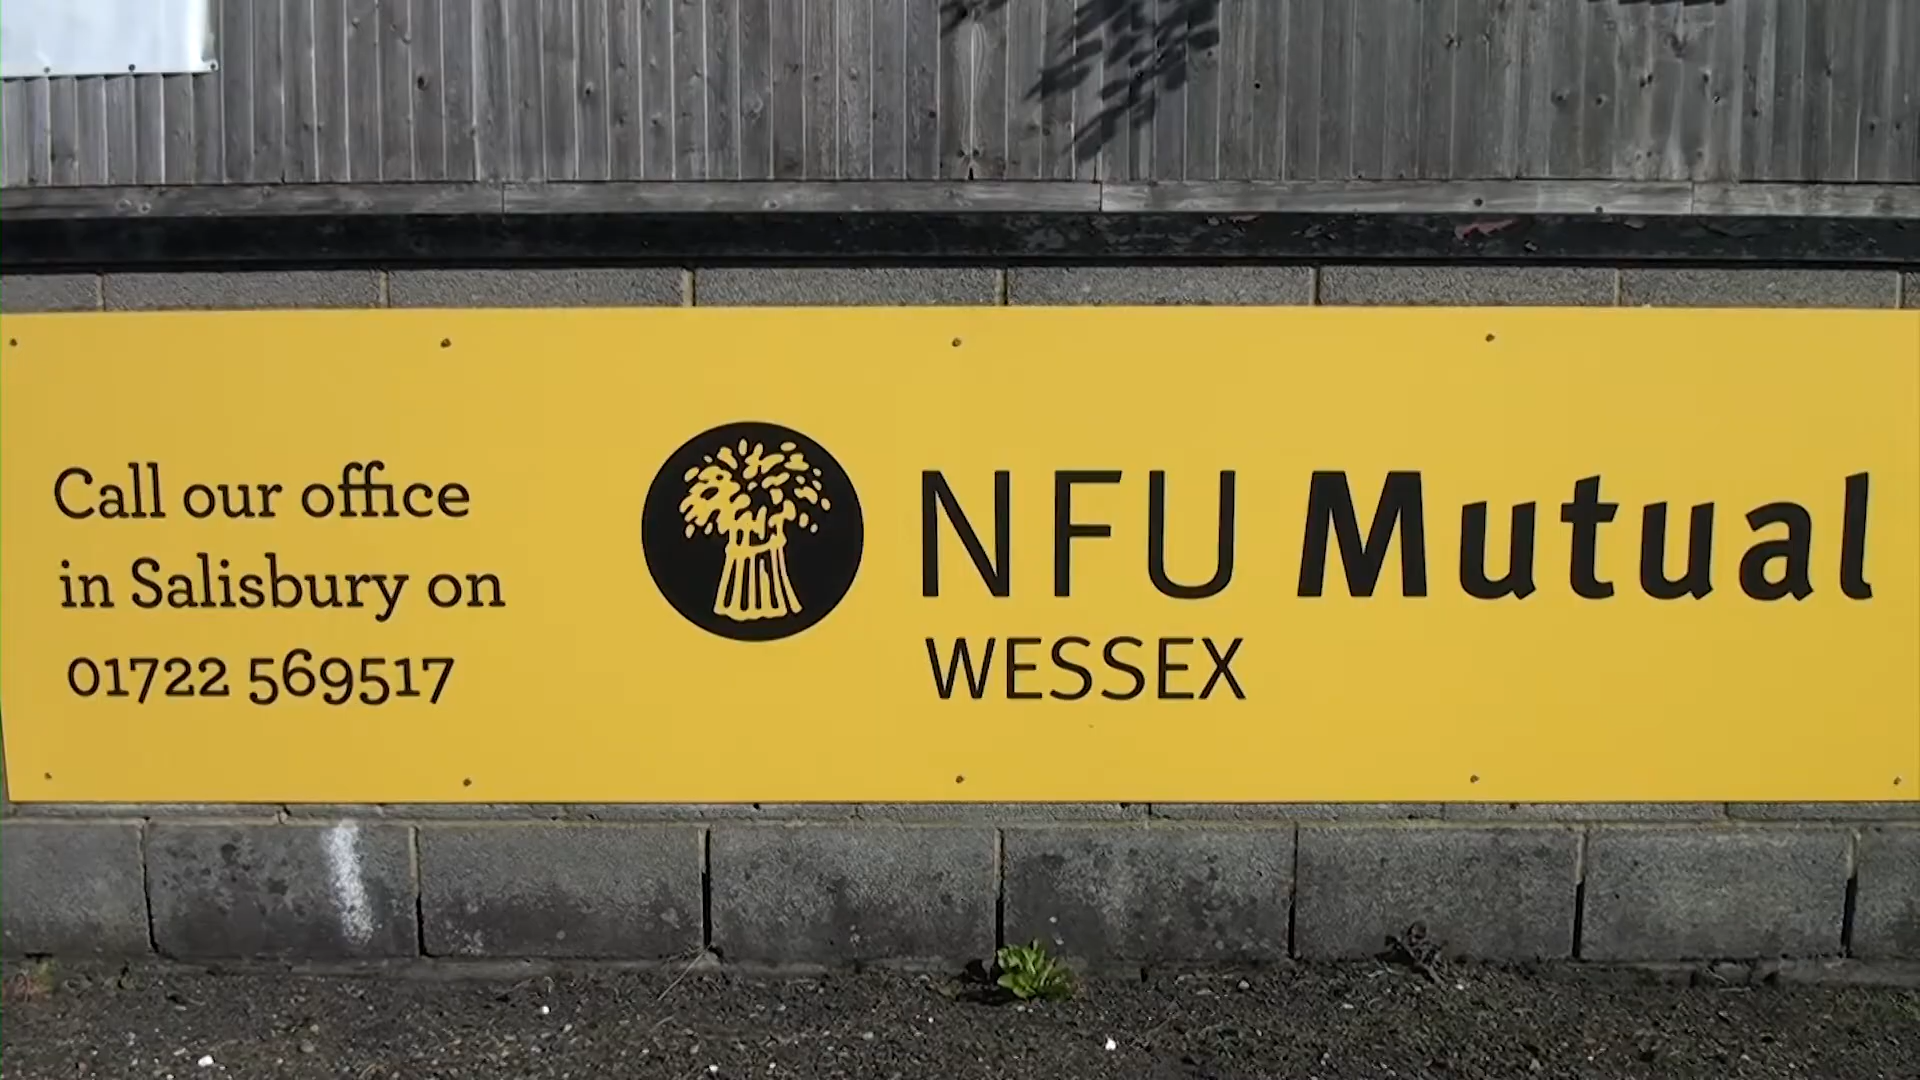 Call our office
in Salisbury on
01722 569517
NFU Mutual
WESSEX